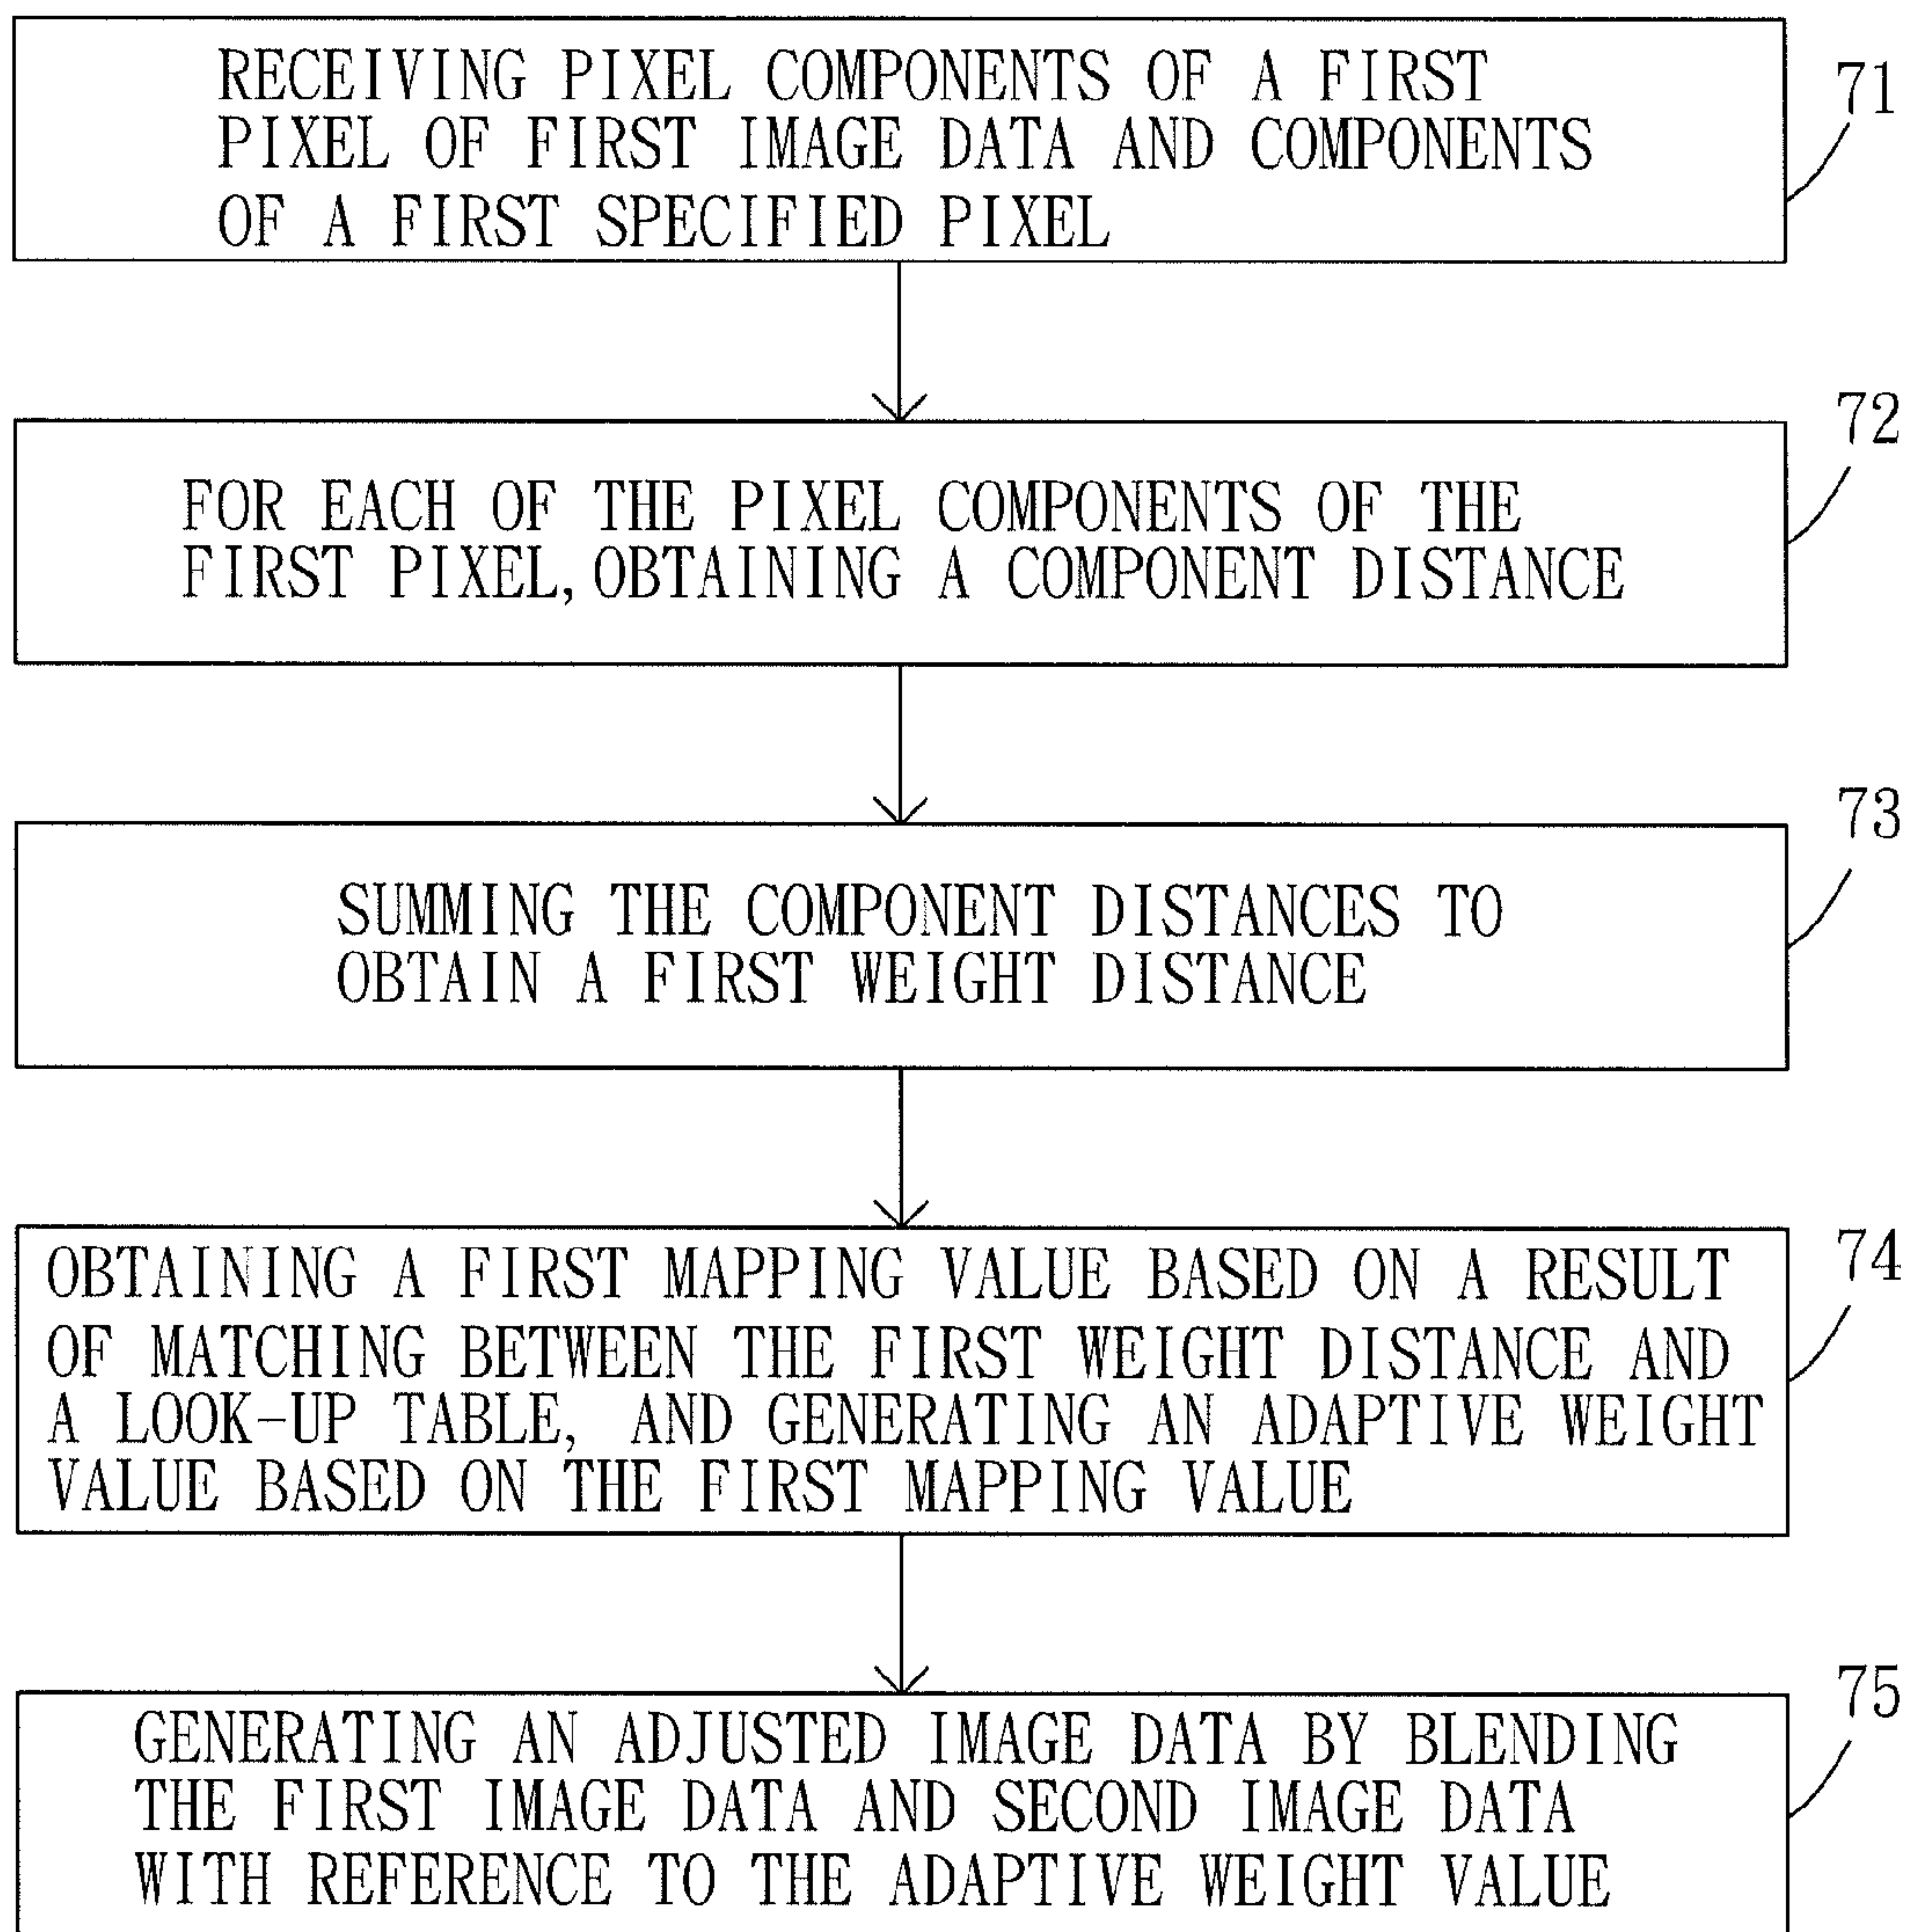 RECEIVING PIXEL COMPONENTS OF A FIRST
PIXEL OF FIRST IMAGE DATA AND COMPONENTS
OF A FIRST SPECIFIED PIXEL
71
FOR EACH OF THE PIXEL COMPONENTS OF THE
FIRST PIXEL, OBTAINING A COMPONENT DISTANCE
72
SUMMING THE COMPONENT DISTANCES TO
OBTAIN A FIRST WEIGHT DISTANCE
73
OBTAINING A FIRST MAPPING VALUE BASED ON A RESULT
OF MATCHING BETWEEN THE FIRST WEIGHT DISTANCE AND
A LOOK-UP TABLE, AND GENERATING AN ADAPTIVE WEIGHT
VALUE BASED ON THE FIRST MAPPING VALUE
74
GENERATING AN ADJUSTED IMAGE DATA BY BLENDING
THE FIRST IMAGE DATA AND SECOND IMAGE DATA
WITH REFERENCE TO THE ADAPTIVE WEIGHT VALUE
75